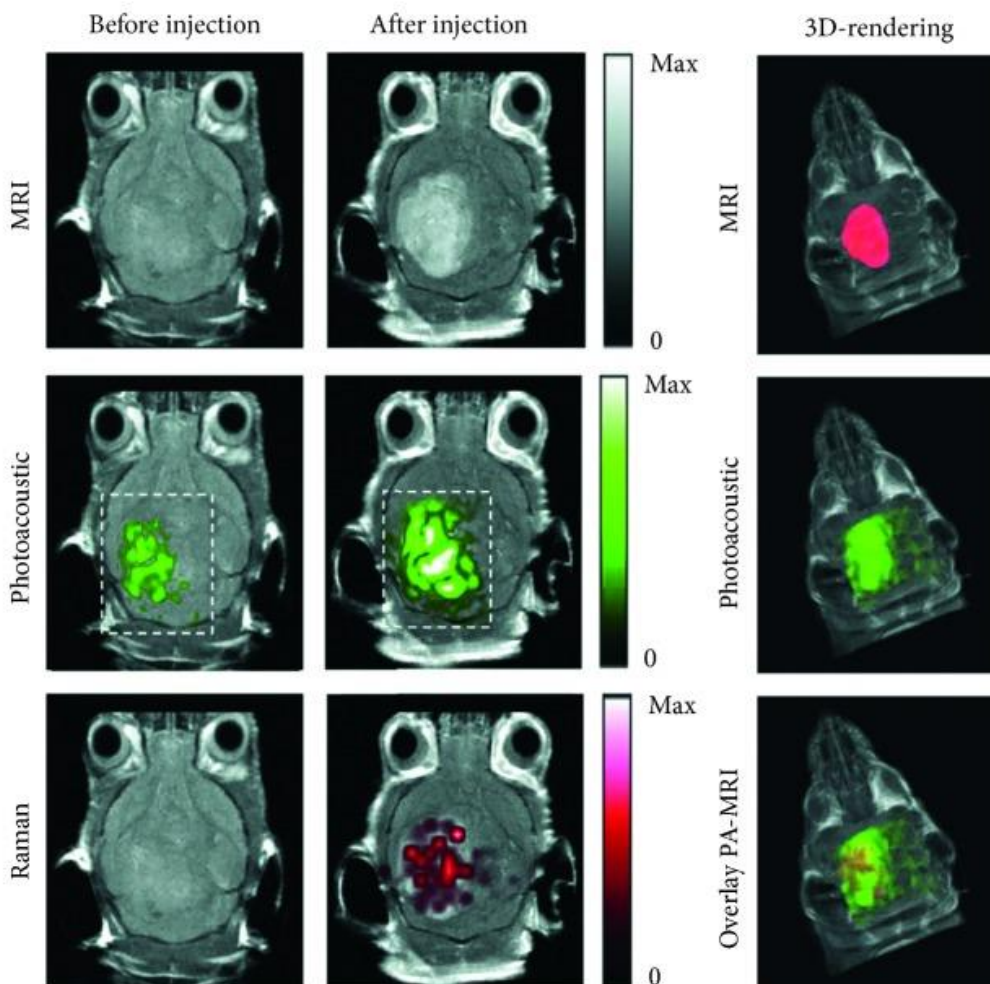 Before injection
After injection
3D-rendering
MRI
Max
0
MRI
Photoacoustic
Max
0
Photoacoustic
Raman
Max
0
Overlay PA-MRI